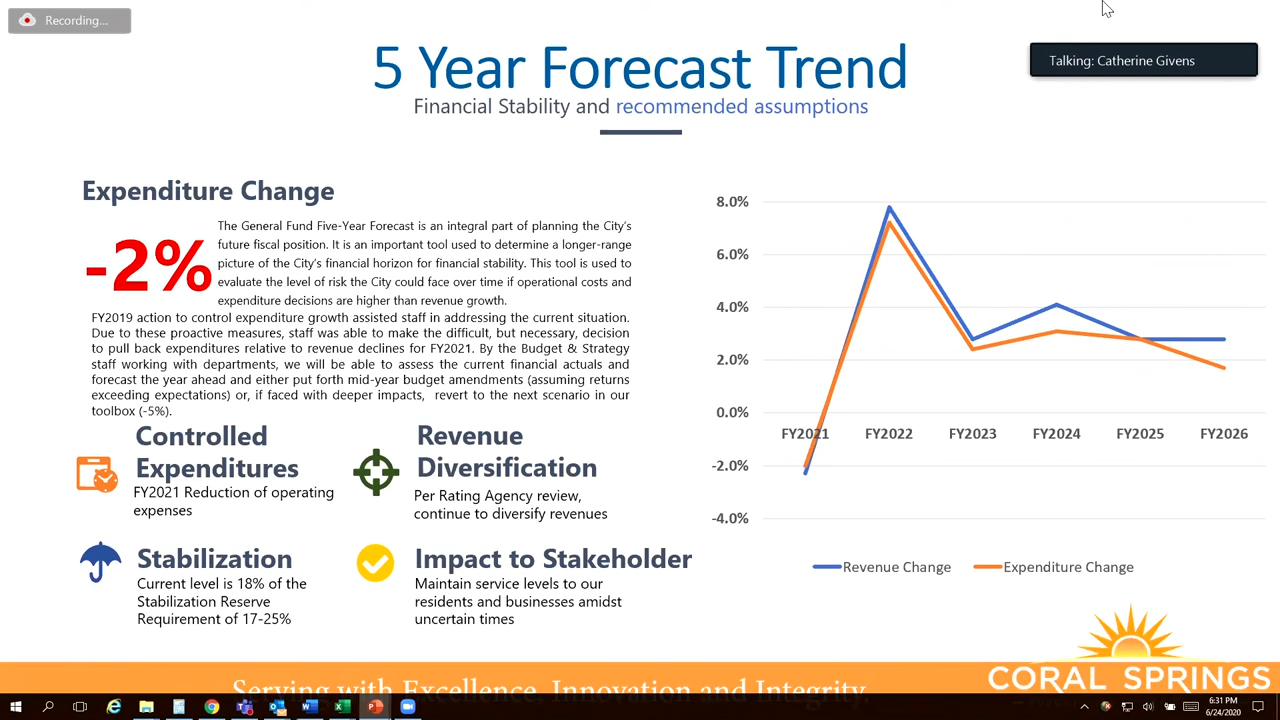 Recording...
5 Year Forecast Trend
Talking: Catherine Givens
Financial Stability and recommended assumptions
Expenditure Change
-2%
The General Fund Five-Year Forecast is an integral part of planning the City's
future fiscal position. It is an important tool used to determine a longer-range
picture of the City's financial horizon for financial stability. This tool is used to
evaluate the level of risk the City could face over time if operational costs and
expenditure decisions are higher than revenue growth.
FY2019 action to control expenditure growth assisted staff in addressing the current situation.
Due to these proactive measures, staff was able to make the difficult, but necessary, decision
to pull back expenditures relative to revenue declines for FY2021. By the Budget & Strategy
staff working with departments, we will be able to assess the current financial actuals and
forecast the year ahead and either put forth mid-year budget amendments (assuming returns
exceeding expectations) or, if faced with deeper impacts, revert to the next scenario in our
toolbox (-5%).
Controlled
Expenditures
FY2021 Reduction of operating
expenses
Revenue
Diversification
Per Rating Agency review,
continue to diversify revenues
Stabilization
Current level is 18% of the
Stabilization Reserve
Requirement of 17-25%
Impact to Stakeholder
Maintain service levels to our
residents and businesses amidst
uncertain times
8.0%
6.0%
4.0%
2.0%
0.0%
-2.0%
-4.0%
FY2021 FY2022 FY2023 FY2024 FY2025 FY2026
Revenue Change Expenditure Change
CORAL SPRINGS
Serving with Excellence, Innovation and Integrity.
6:31 PM
6/24/2020